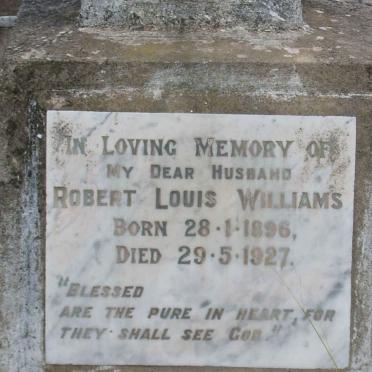 IN LOVING MEMORY OF
MY DEAR HUSBAND
ROBERT LOUIS WILLIAMS
BORN 28·1·1896,
DIED 29·5·1927.
"BLESSED
ARE THE PURE IN HEART, FOR
THEY SHALL SEE GOD."